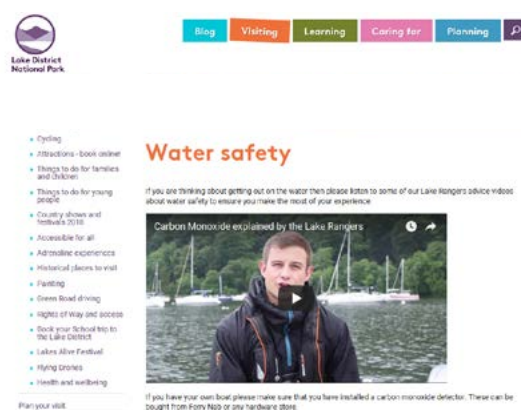 Lake District
National Park
Blog
Visiting
Learning
Caring for
Planning
Cycling
Attractions - book online!
Things to do for families
and children
Things to do for young
people
Country shows and
festivals 2018
Accessible for all
Adrenaline experiences
Historical places to visit
Painting
Green Road driving
Rights of Way and access
Book your School trip to
the Lake District
Lakes Alive Festival
Flying Drones
Health and wellbeing
Plan your visit
Water safety
If you are thinking about getting out on the water then please listen to some of our Lake Rangers advice videos
about water safety to ensure you make the most of your experience
Carbon Monoxide explained by the Lake Rangers
If you have your own boat please make sure that you have installed a carbon monoxide detector. These can be
bought from Ferry Nab or any hardware store